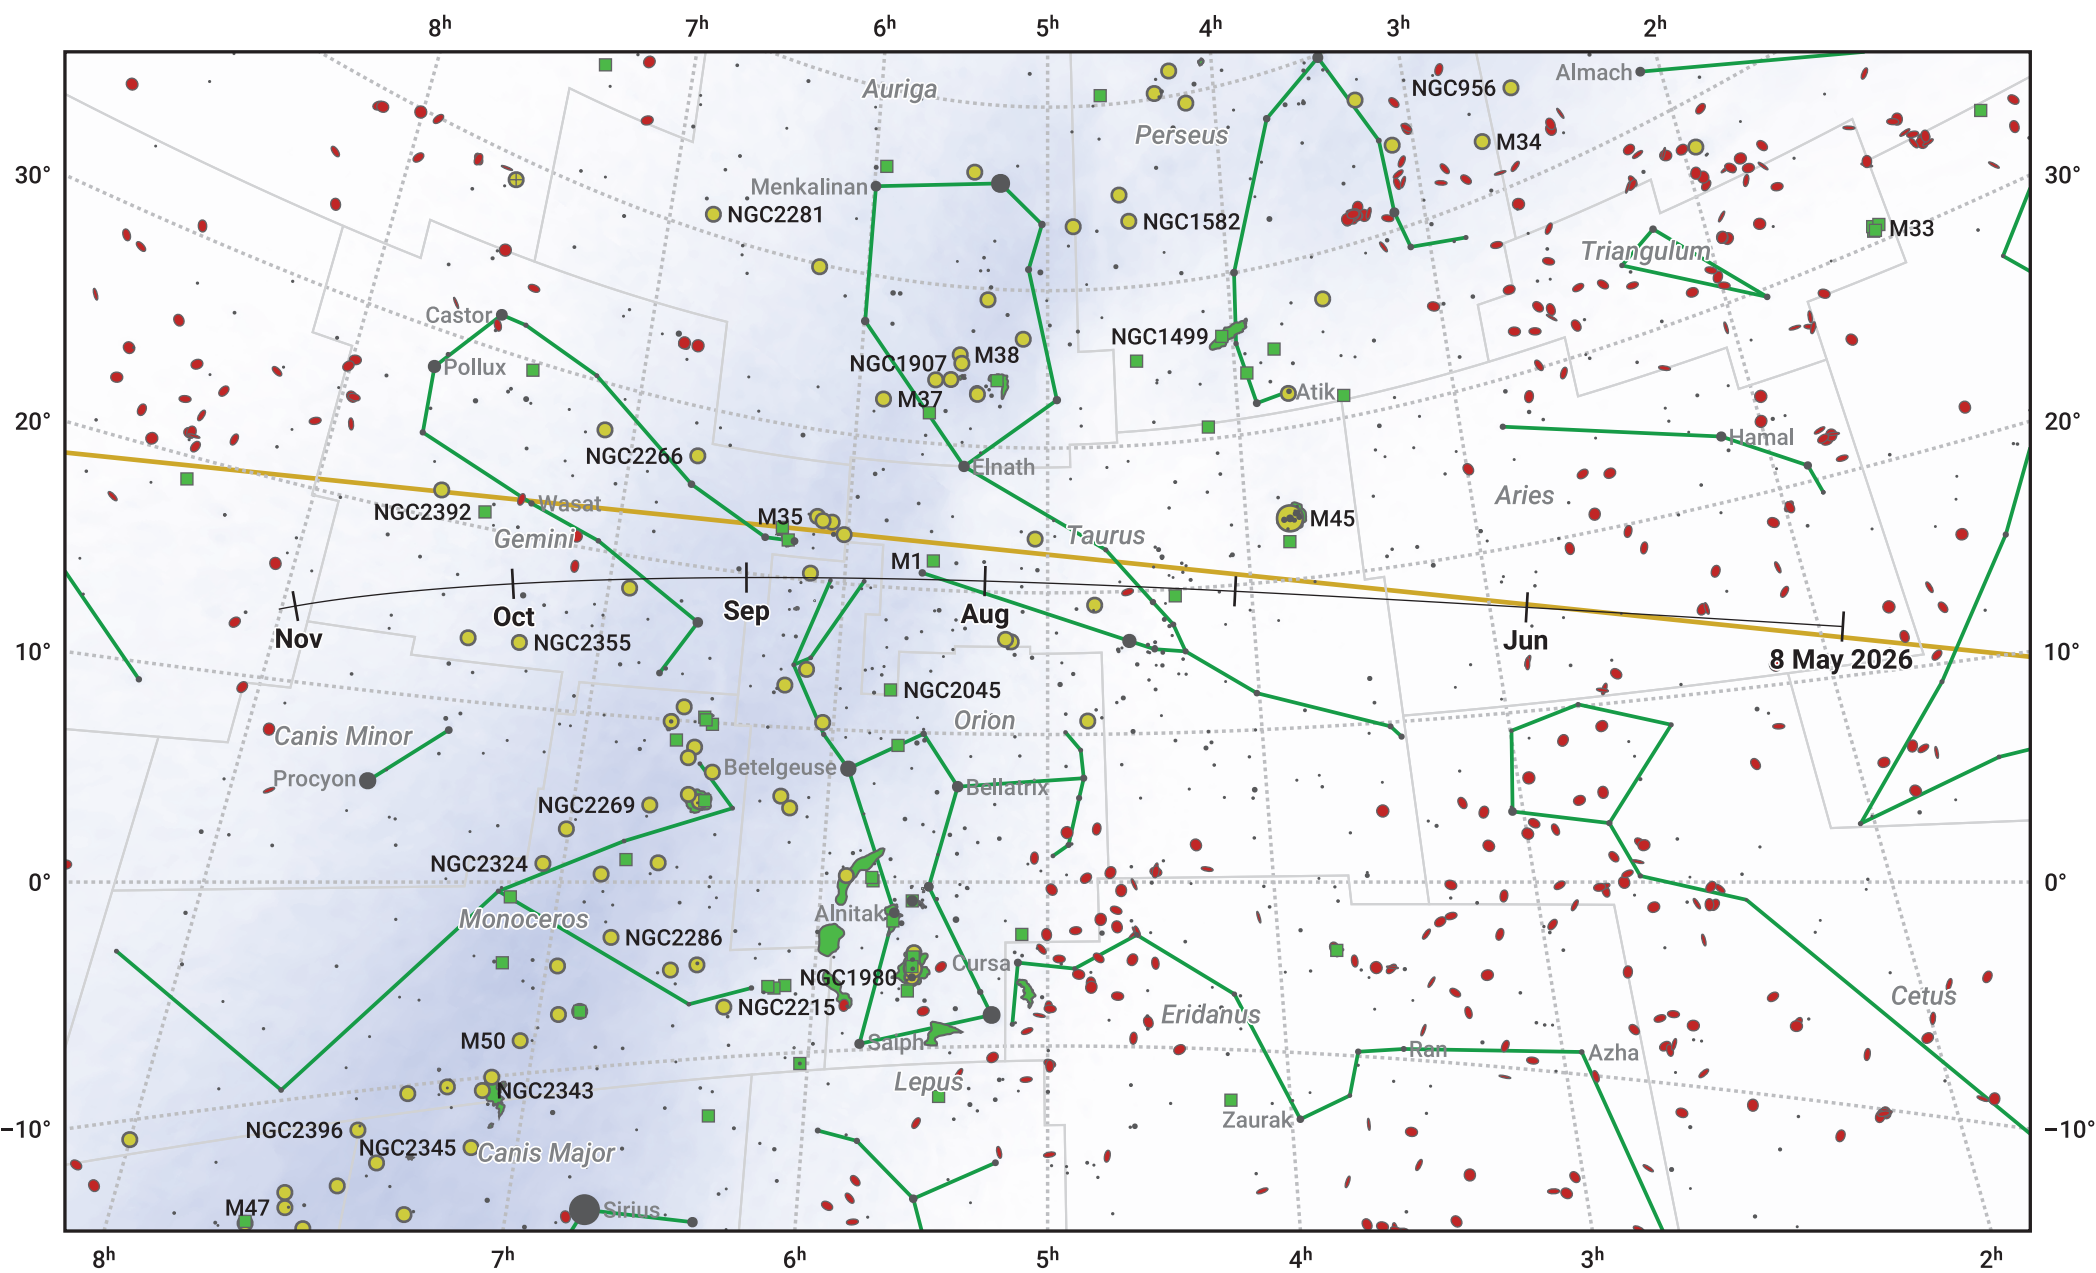 8h 7h 6h 5h 4h 3h 2h
Auriga
Perseus
NGC956
Almach
M34
30°
30°
Menkalinan
NGC2281
NGC1582
M33
Triangulum
Castor
NGC1499
Pollux
NGC1907
M38
M37
Atik
20°
20°
Hamal
NGC2266
Elnath
Wasat
NGC2392
M35
M45
Aries
Gemini
Taurus
M1
Nov
Oct
Sep
Aug
Jun
8 May 2026
10°
10°
NGC2355
NGC2045
Orion
Canis Minor
Procyon
Betelgeuse
Bellatrix
NGC2269
NGC2324
0°
0°
Monoceros
Alnitak
NGC2286
NGC1980
Cursa
NGC2215
Eridanus
Cetus
M50
Saiph
Ran
Azha
Lepus
NGC2343
Zaurak
−10°
−10°
NGC2396
NGC2345
Canis Major
M47
Sirius
8h 7h 6h 5h 4h 3h 2h